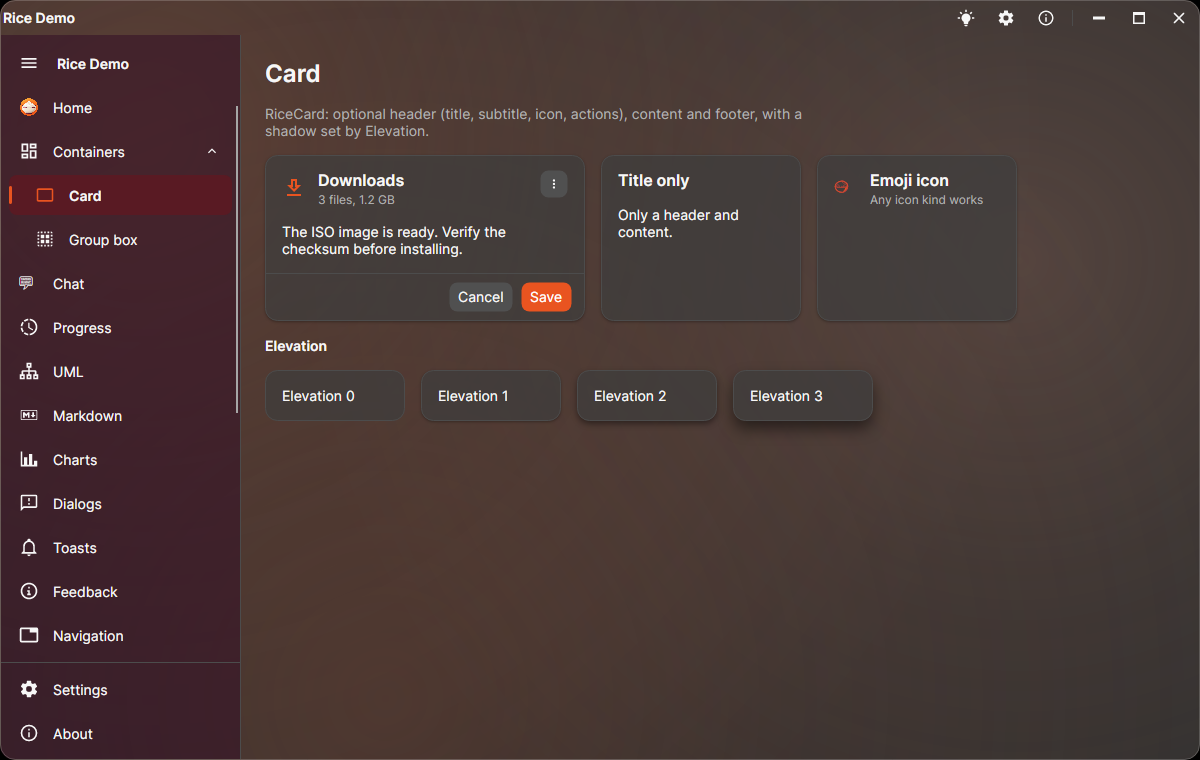 Rice Demo
Rice Demo
Home
Containers
Card
Group box
Chat
Progress
UML
Markdown
Charts
Dialogs
Toasts
Feedback
Navigation
Settings
About
Card
RiceCard: optional header (title, subtitle, icon, actions), content and footer, with a
shadow set by Elevation.
Downloads
3 files, 1.2 GB
The ISO image is ready. Verify the
checksum before installing.
Cancel
Save
Title only
Only a header and
content.
Emoji icon
Any icon kind works
Elevation
Elevation 0
Elevation 1
Elevation 2
Elevation 3